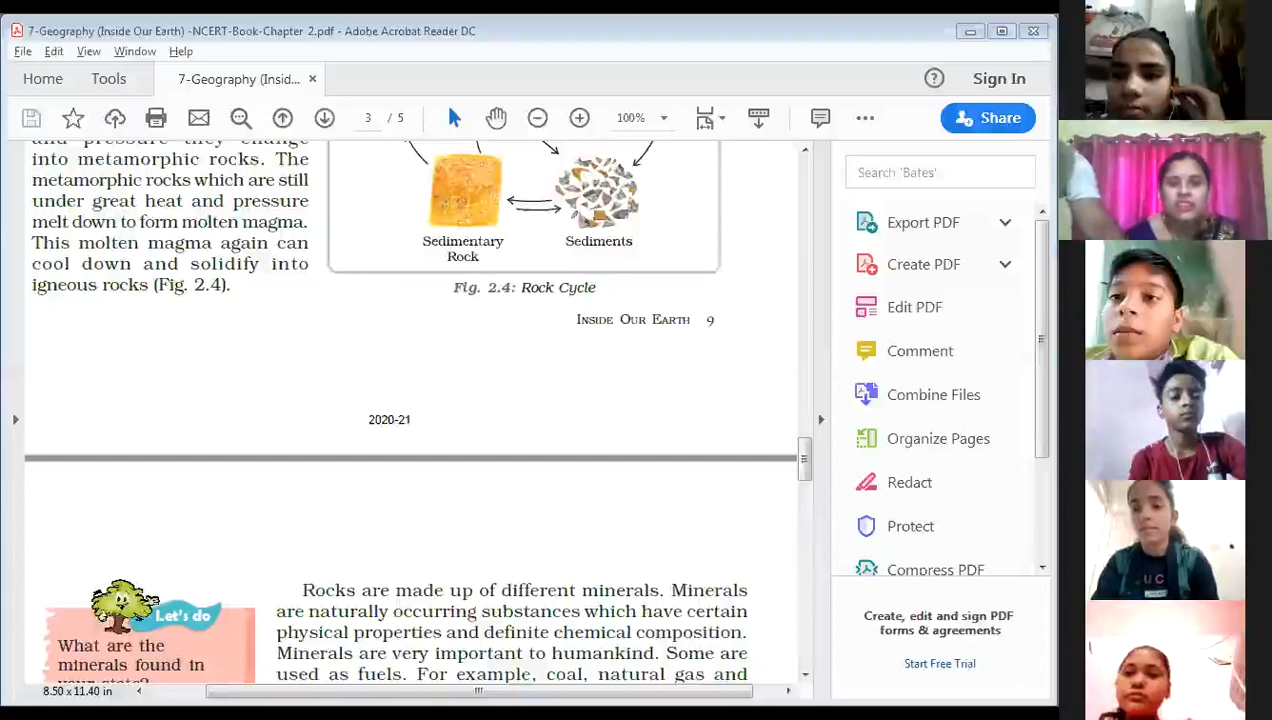 7-Geography (Inside Our Earth) -NCERT-Book-Chapter 2.pdf - Adobe Acrobat Reader DC
File Edit View Window Help
Home Tools 7-Geography (Insid... × Sign In
3 / 5 100% Share
and pressure they change
into metamorphic rocks. The
metamorphic rocks which are still
under great heat and pressure
melt down to form molten magma.
This molten magma again can
cool down and solidify into
igneous rocks (Fig. 2.4).
Sedimentary
Rock
Sediments
Fig. 2.4: Rock Cycle
INSIDE OUR EARTH 9
2020-21
Let's do
What are the
minerals found in
your state?
Rocks are made up of different minerals. Minerals
are naturally occurring substances which have certain
physical properties and definite chemical composition.
Minerals are very important to humankind. Some are
used as fuels. For example, coal, natural gas and
8.50 x 11.40 in
Search 'Bates'
Export PDF
Create PDF
Edit PDF
Comment
Combine Files
Organize Pages
Redact
Protect
Compress PDF
Create, edit and sign PDF
forms & agreements
Start Free Trial